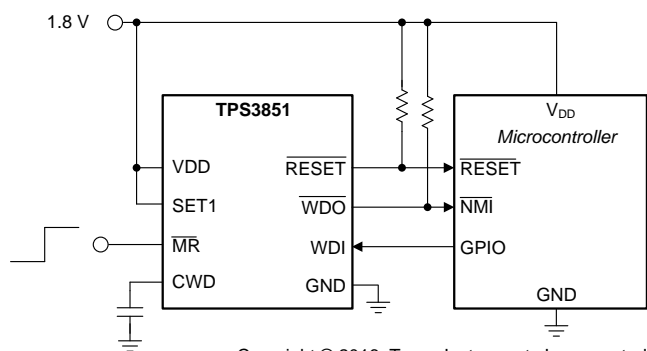 1.8 V
TPS3851
VDD
SET1
MR
CWD
RESET
WDO
WDI
GND
VDD
Microcontroller
RESET
NMI
GPIO
GND